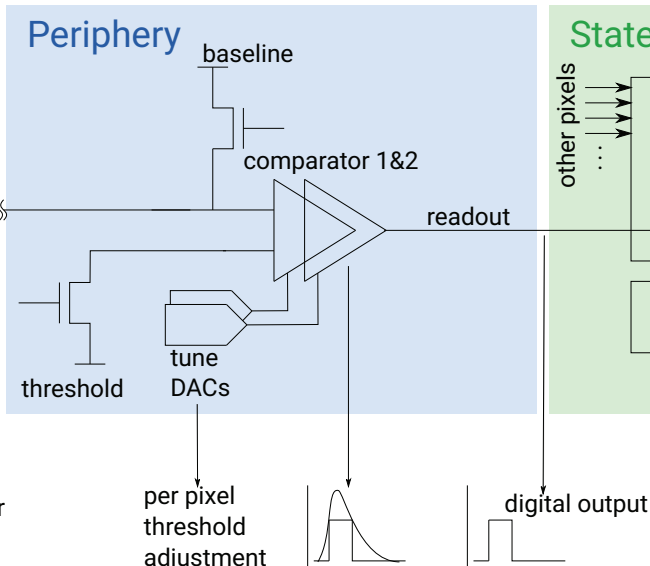 Periphery
State
baseline
other pixels
...
comparator 1&2
readout
tune
DACs
threshold
per pixel
threshold
adjustment
digital output
r